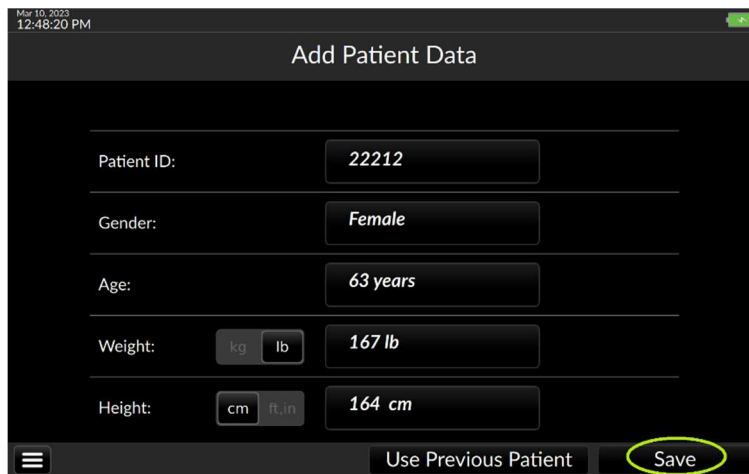 Mar 10, 2023
12:48:20 PM
Add Patient Data
Patient ID: 22212
Gender: Female
Age: 63 years
Weight: kg lb 167 lb
Height: cm ft,in 164 cm
Use Previous Patient Save